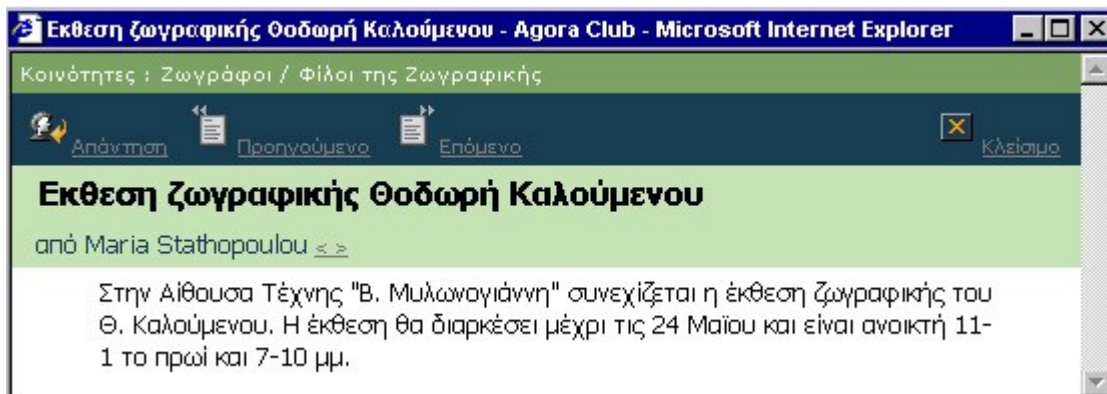 Εκθεση ζωγραφικής Θοδωρή Καλούμενου - Agora Club - Microsoft Internet Explorer
Κοινότητες : Ζωγράφοι / Φίλοι της Ζωγραφικής
Απάντηση Προηγούμενο Επόμενο Κλείσιμο
Εκθεση ζωγραφικής Θοδωρή Καλούμενου
από Maria Stathopoulou < >
Στην Αίθουσα Τέχνης "Β. Μυλωνογιάννη" συνεχίζεται η έκθεση ζωγραφικής του
Θ. Καλούμενου. Η έκθεση θα διαρκέσει μέχρι τις 24 Μαϊου και είναι ανοικτή 11-
1 το πρωί και 7-10 μμ.